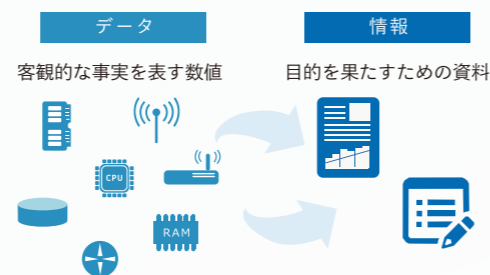 データ
情報
客観的な事実を表す数値
目的を果たすための資料
CPU
RAM